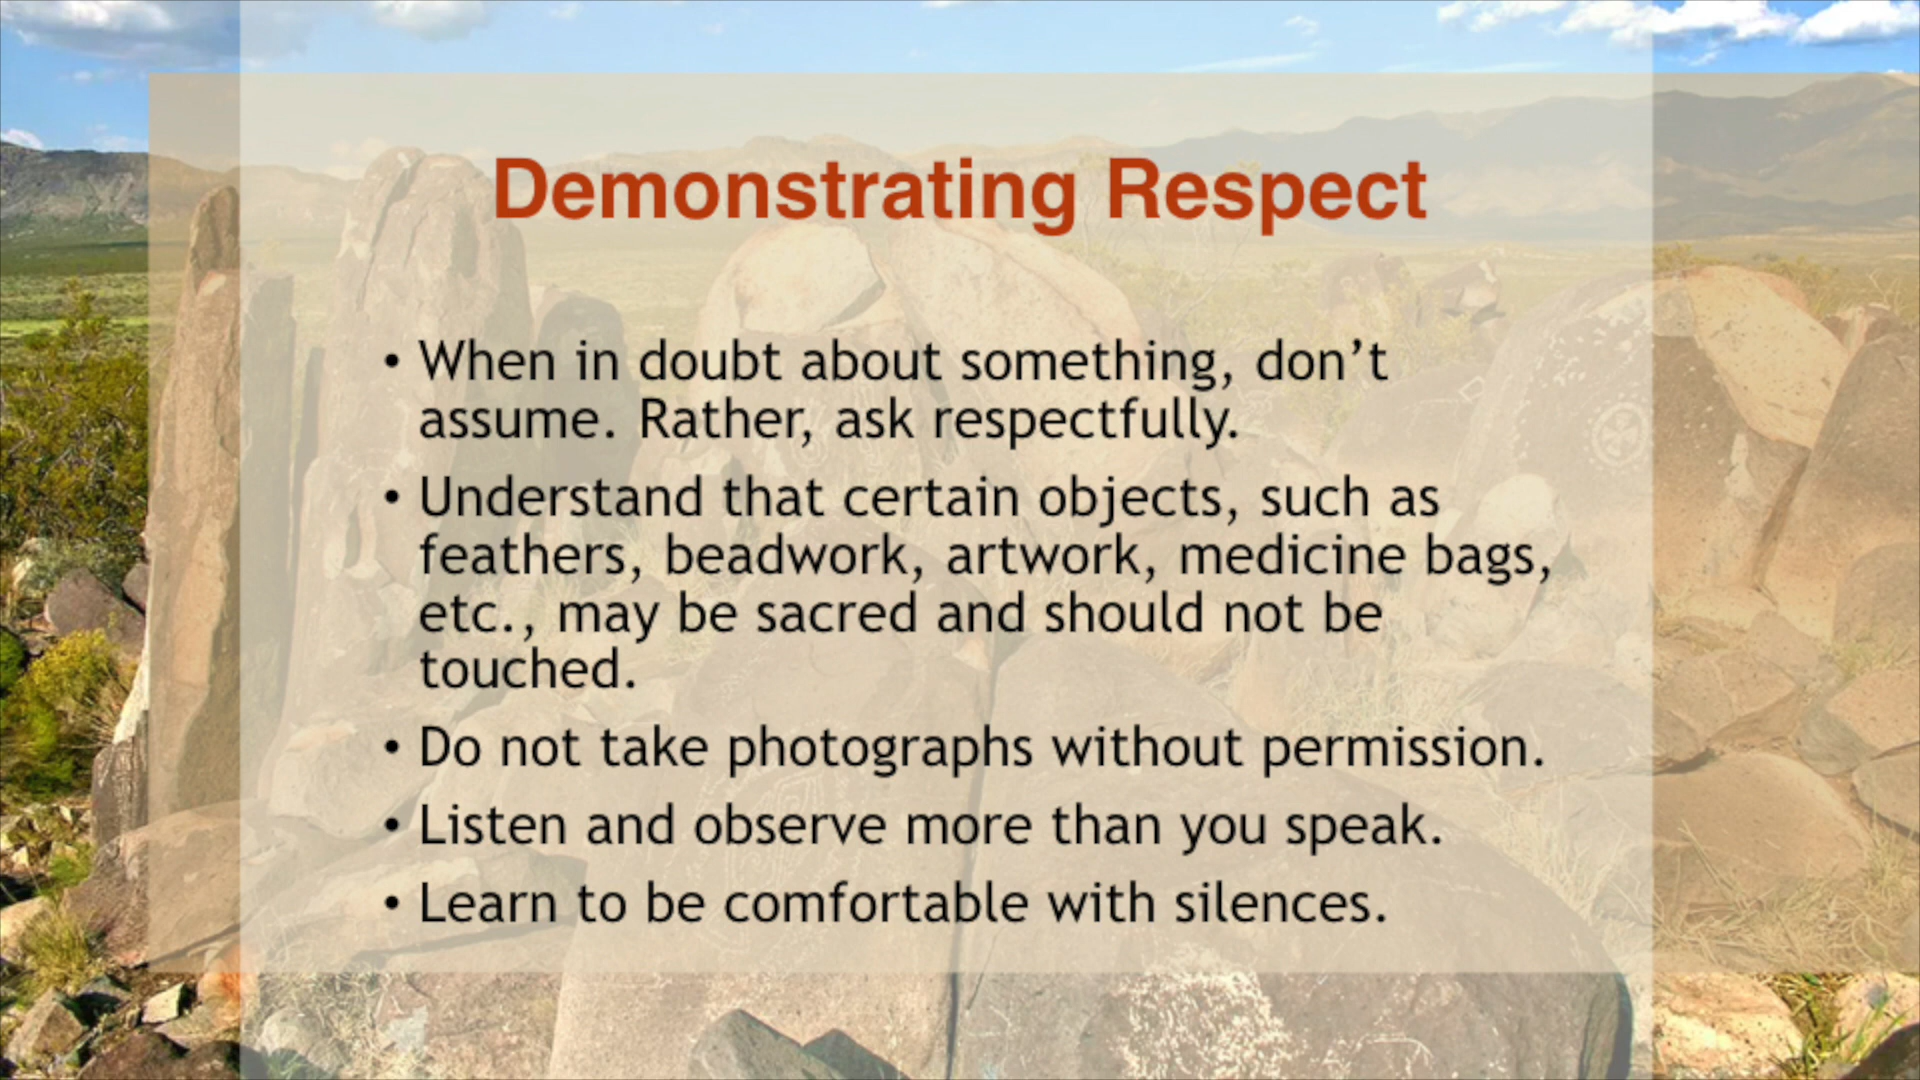 Demonstrating Respect
• When in doubt about something, don’t
assume. Rather, ask respectfully.
• Understand that certain objects, such as
feathers, beadwork, artwork, medicine bags,
etc., may be sacred and should not be
touched.
• Do not take photographs without permission.
• Listen and observe more than you speak.
• Learn to be comfortable with silences.